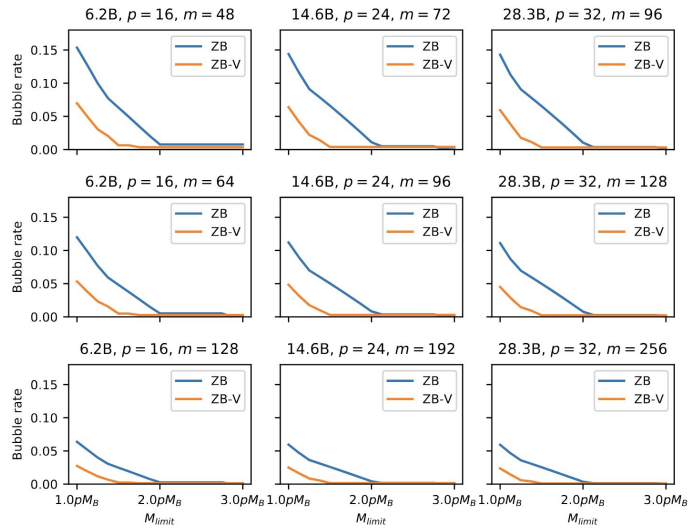 6.2B, p = 16, m = 48
14.6B, p = 24, m = 72
28.3B, p = 32, m = 96
Bubble rate
0.15
0.10
0.05
0.00
ZB
ZB-V
ZB
ZB-V
ZB
ZB-V
6.2B, p = 16, m = 64
14.6B, p = 24, m = 96
28.3B, p = 32, m = 128
Bubble rate
0.15
0.10
0.05
0.00
ZB
ZB-V
ZB
ZB-V
ZB
ZB-V
6.2B, p = 16, m = 128
14.6B, p = 24, m = 192
28.3B, p = 32, m = 256
Bubble rate
0.15
0.10
0.05
0.00
ZB
ZB-V
ZB
ZB-V
ZB
ZB-V
1.0pM_B 2.0pM_B 3.0pM_B
1.0pM_B 2.0pM_B 3.0pM_B
1.0pM_B 2.0pM_B 3.0pM_B
M_limit
M_limit
M_limit